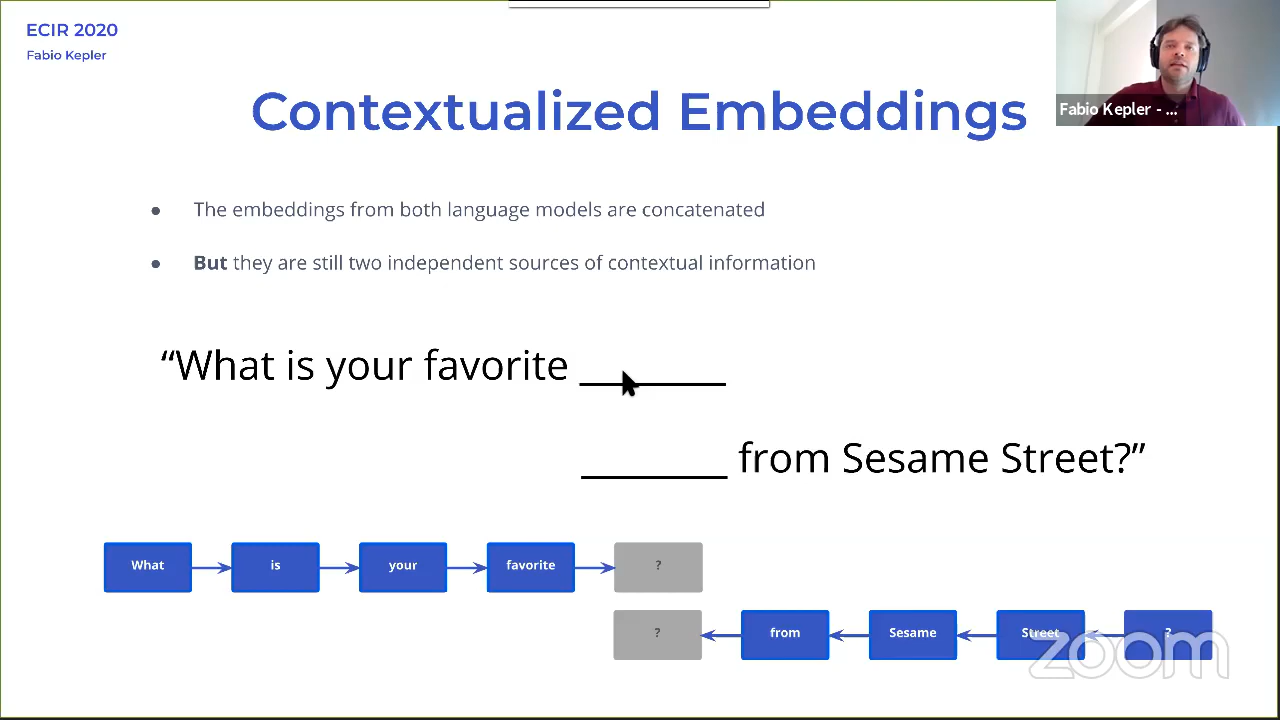 ECIR 2020
Fabio Kepler
Contextualized Embeddings
Fabio Kepler - ...
● The embeddings from both language models are concatenated
● But they are still two independent sources of contextual information
“What is your favorite _______
_______ from Sesame Street?”
What is your favorite ?
? from Sesame Street ?
zoom